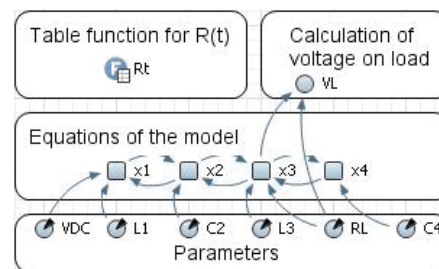 Table function for R(t)
Rt
Calculation of
voltage on load
VL
Equations of the model
x1 x2 x3 x4
VDC L1 C2 L3 RL C4
Parameters